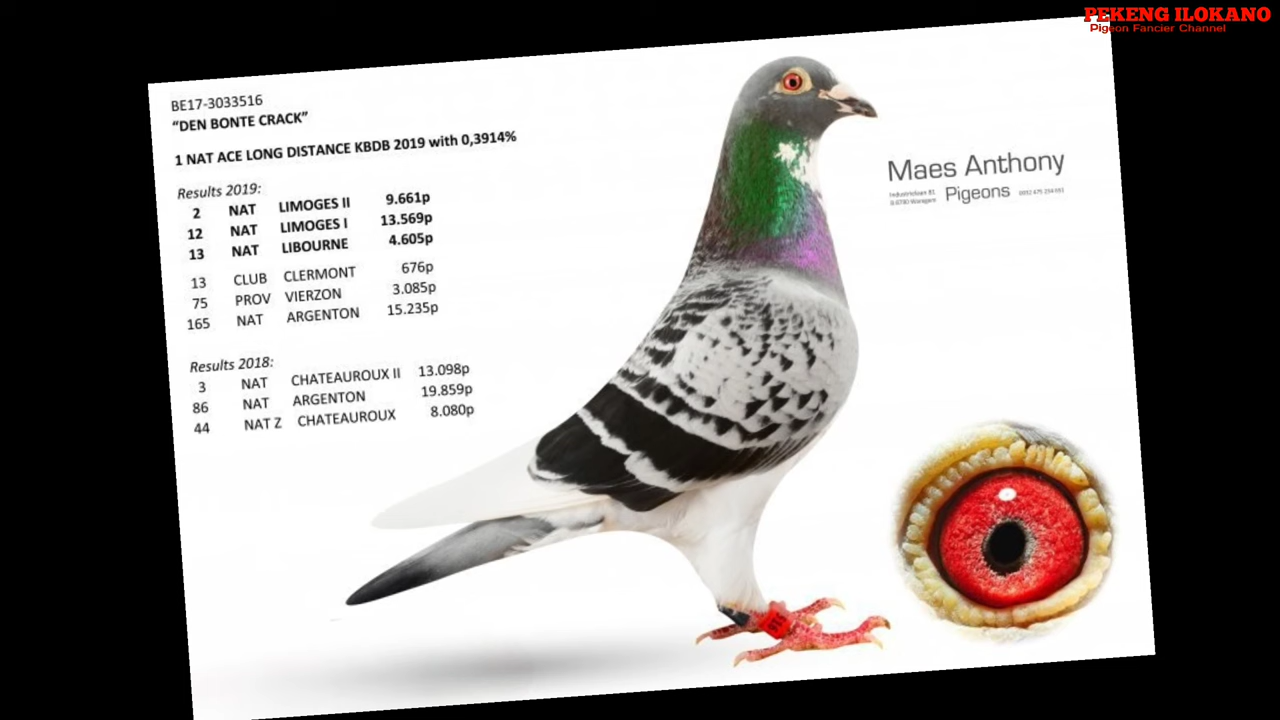 PEKENG ILOKANO
Pigeon Fancier Channel
BE17-3033516
“DEN BONTE CRACK”
1 NAT ACE LONG DISTANCE KBDB 2019 with 0,3914%
Results 2019:
2 NAT LIMOGES II 9.661p
12 NAT LIMOGES I 13.569p
13 NAT LIBOURNE 4.605p
13 CLUB CLERMONT 676p
75 PROV VIERZON 3.085p
165 NAT ARGENTON 15.235p
Results 2018:
3 NAT CHATEAUROUX II 13.098p
86 NAT ARGENTON 19.859p
44 NAT Z CHATEAUROUX 8.080p
Maes Anthony
Pigeons
516